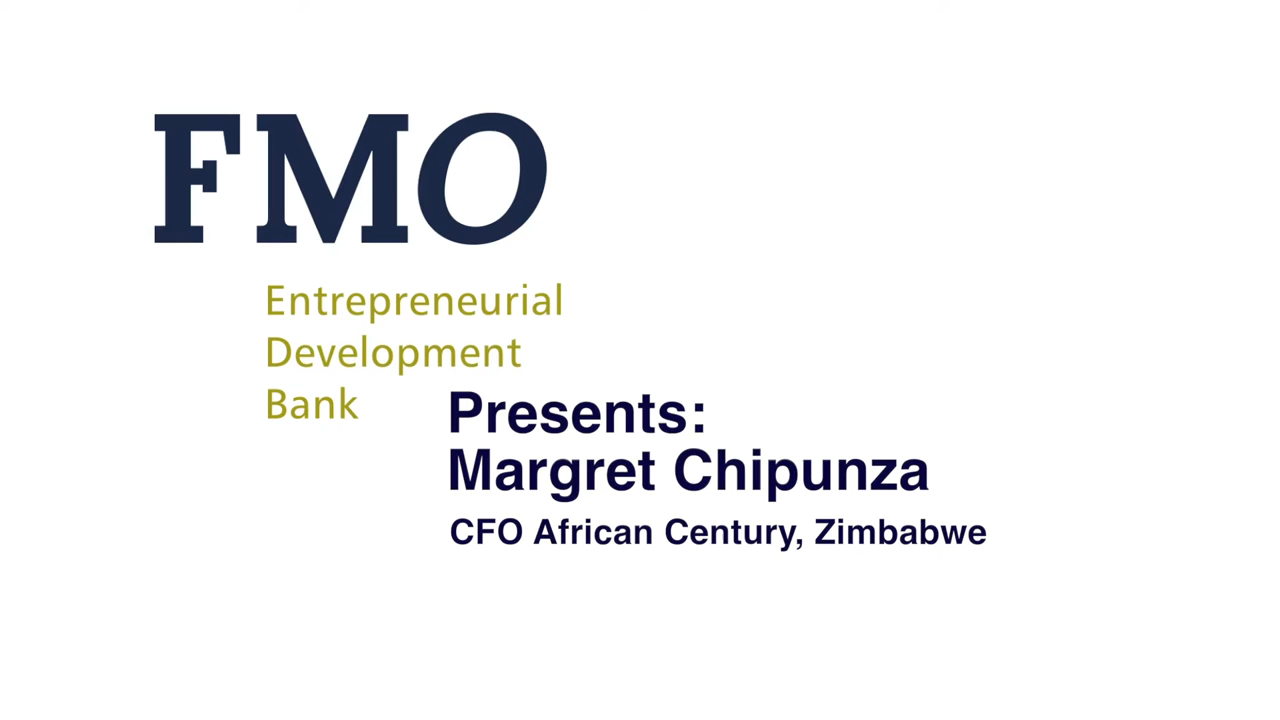 FMO
Entrepreneurial
Development
Bank
Presents:
Margret Chipunza
CFO African Century, Zimbabwe